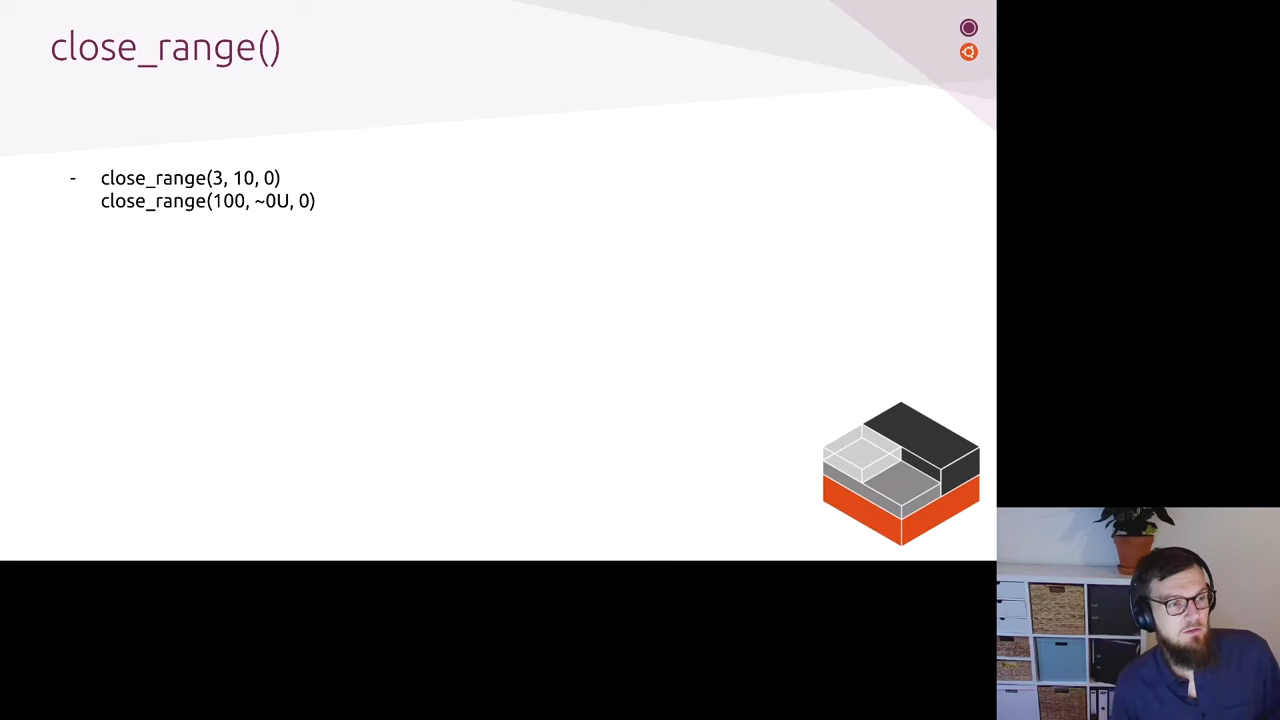 close_range()
- close_range(3, 10, 0)
close_range(100, ~0U, 0)